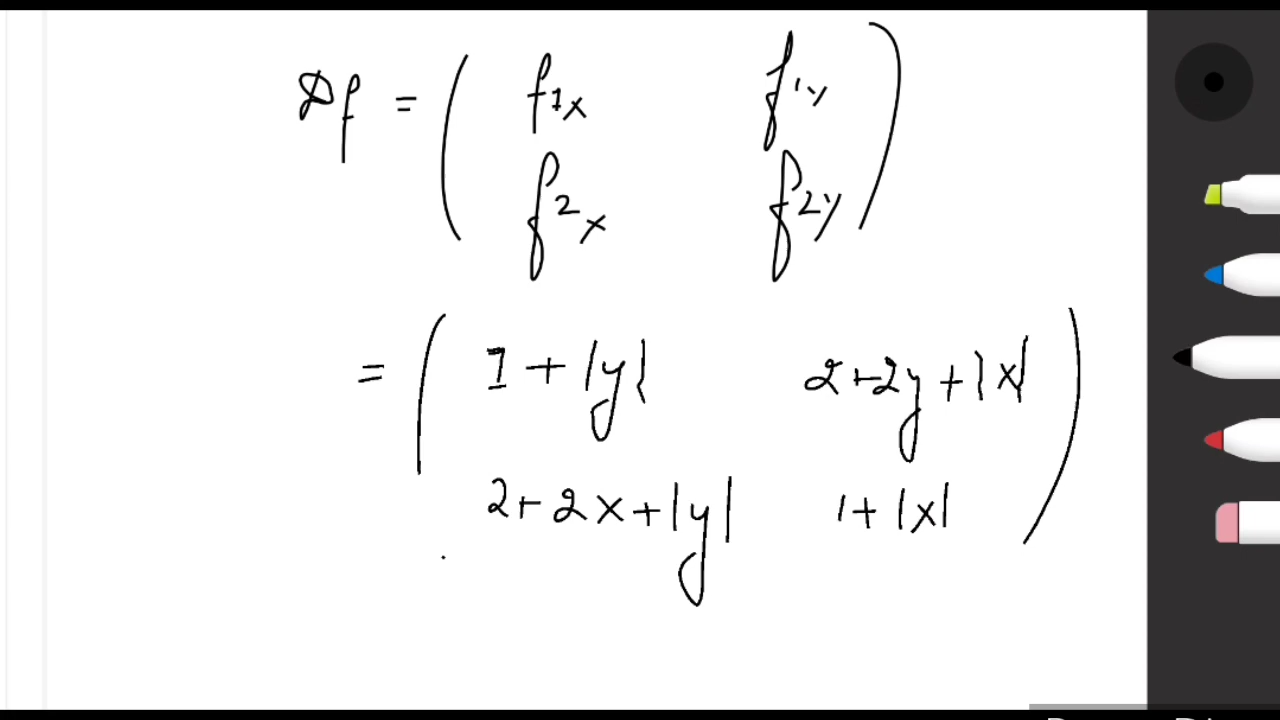 Df = ( f1x f1y
f2x f2y )
= ( 1 + |y| 2 + 2y + |x|
2 + 2x + |y| 1 + |x| )